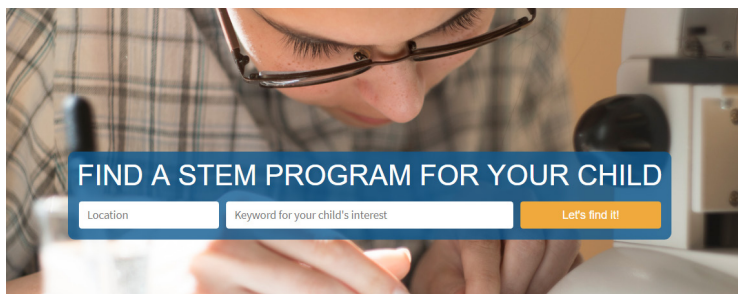 FIND A STEM PROGRAM FOR YOUR CHILD
Location Keyword for your child's interest Let's find it!